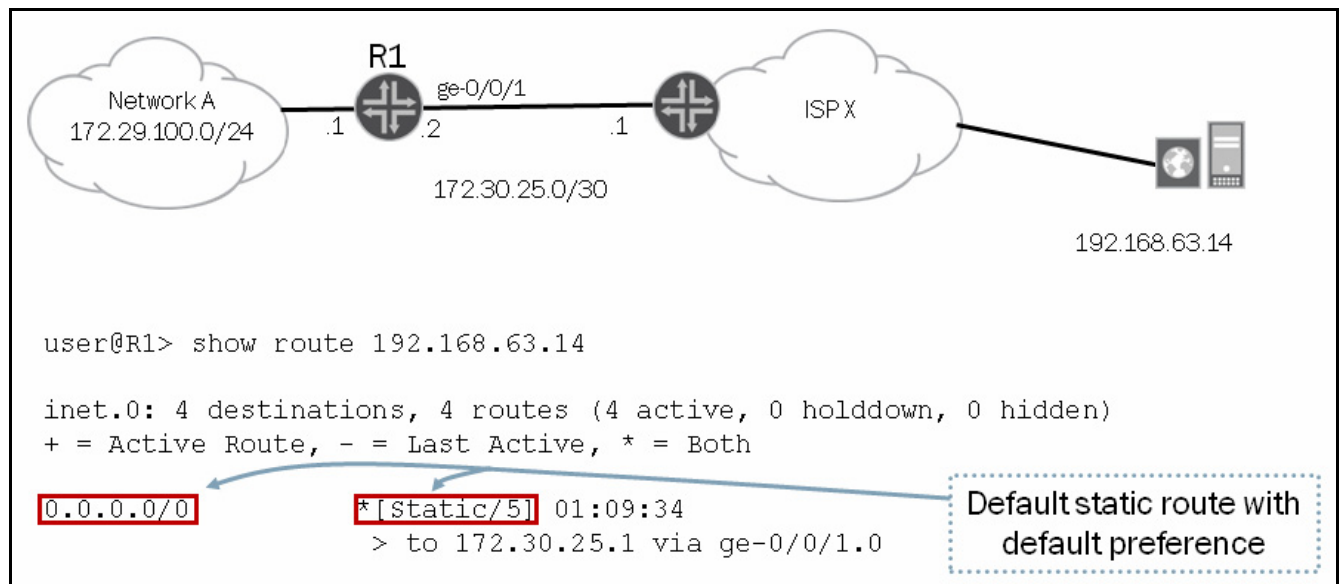 R1
Network A
172.29.100.0/24
.1
ge-0/0/1
.2
.1
ISP X
172.30.25.0/30
192.168.63.14
user@R1> show route 192.168.63.14
inet.0: 4 destinations, 4 routes (4 active, 0 holddown, 0 hidden)
+ = Active Route, - = Last Active, * = Both
0.0.0.0/0 *[Static/5] 01:09:34
> to 172.30.25.1 via ge-0/0/1.0
Default static route with
default preference